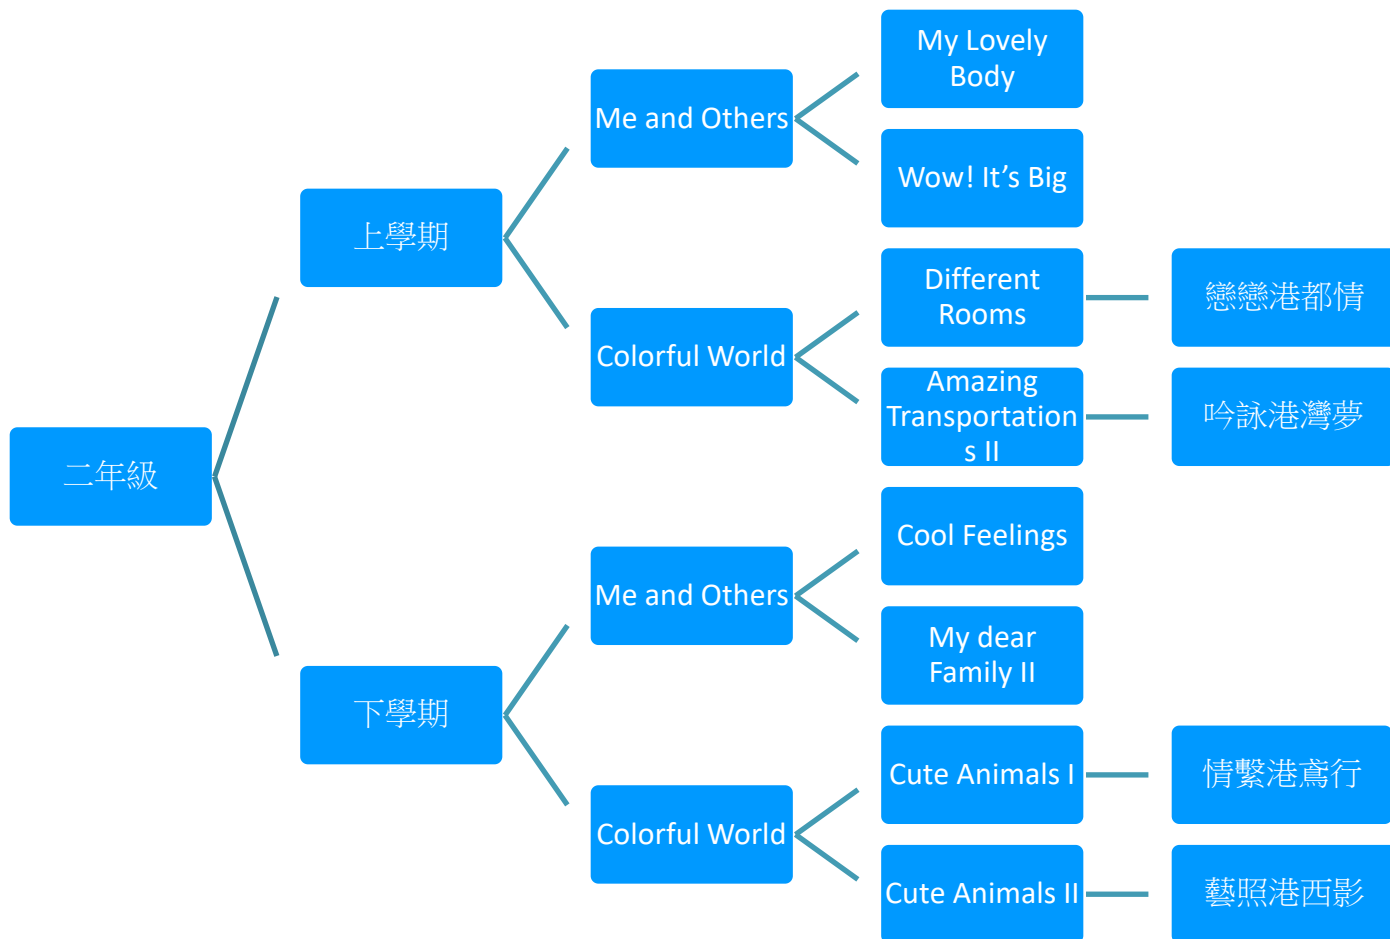 二年級
上學期
Me and Others
My Lovely
Body
Wow! It's Big
Colorful World
Different
Rooms
戀戀港都情
Amazing
Transportation
s II
吟詠港灣夢
下學期
Me and Others
Cool Feelings
My dear
Family II
Colorful World
Cute Animals I
情繫港鳶行
Cute Animals II
藝照港西影